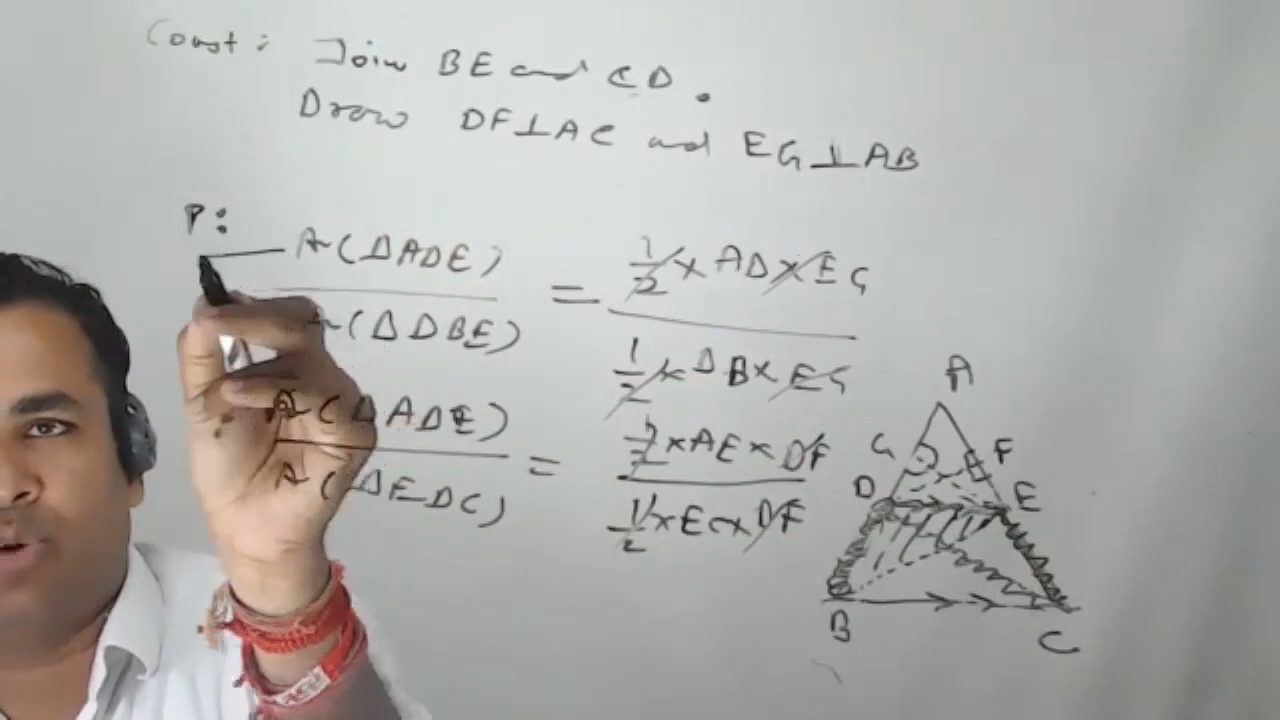 Const: Join BE and CD.
Draw DF⊥AC and EG⊥AB
P:
A(ΔADE) = 1/2 × AD × EG
A(ΔDBE) 1/2 × DB × EG
A(ΔADE) = 1/2 × AE × DF
A(ΔEDC) 1/2 × EC × DF
A
G F
D E
B C